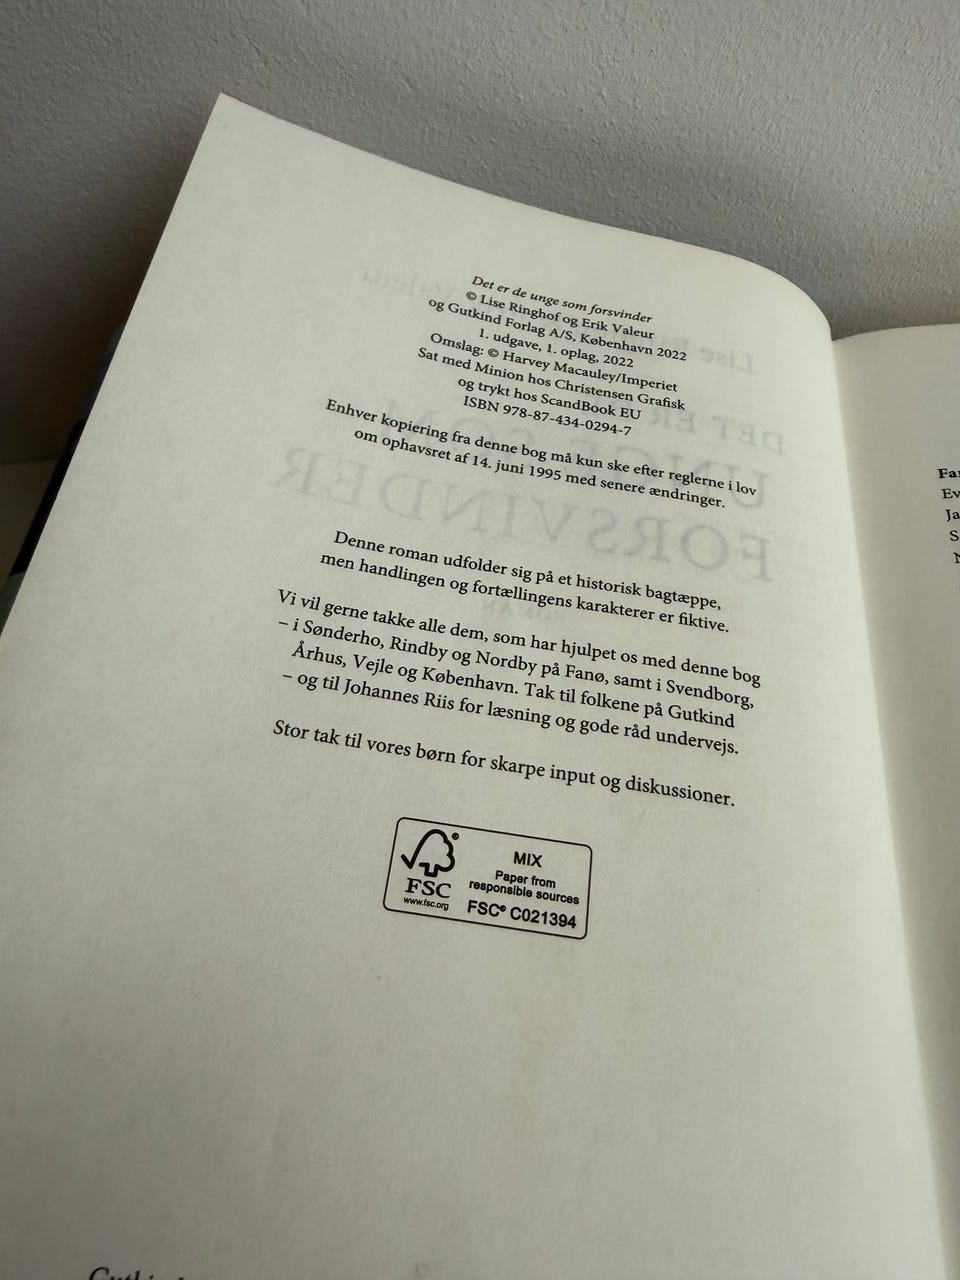 Det er de unge som forsvinder
© Lise Ringhof og Erik Valeur
og Gutkind Forlag A/S, København 2022
1. udgave, 1. oplag, 2022
Omslag: © Harvey Macauley/Imperiet
Sat med Minion hos Christensen Grafisk
og trykt hos ScandBook EU
ISBN 978-87-434-0294-7
Enhver kopiering fra denne bog må kun ske efter reglerne i lov
om ophavsret af 14. juni 1995 med senere ændringer.
Denne roman udfolder sig på et historisk bagtæppe,
men handlingen og fortællingens karakterer er fiktive.
Vi vil gerne takke alle dem, som har hjulpet os med denne bog
– i Sønderho, Rindby og Nordby på Fanø, samt i Svendborg,
Århus, Vejle og København. Tak til folkene på Gutkind
– og til Johannes Riis for læsning og gode råd undervejs.
Stor tak til vores børn for skarpe input og diskussioner.
FSC®
www.fsc.org
MIX
Paper from
responsible sources
FSC® C021394